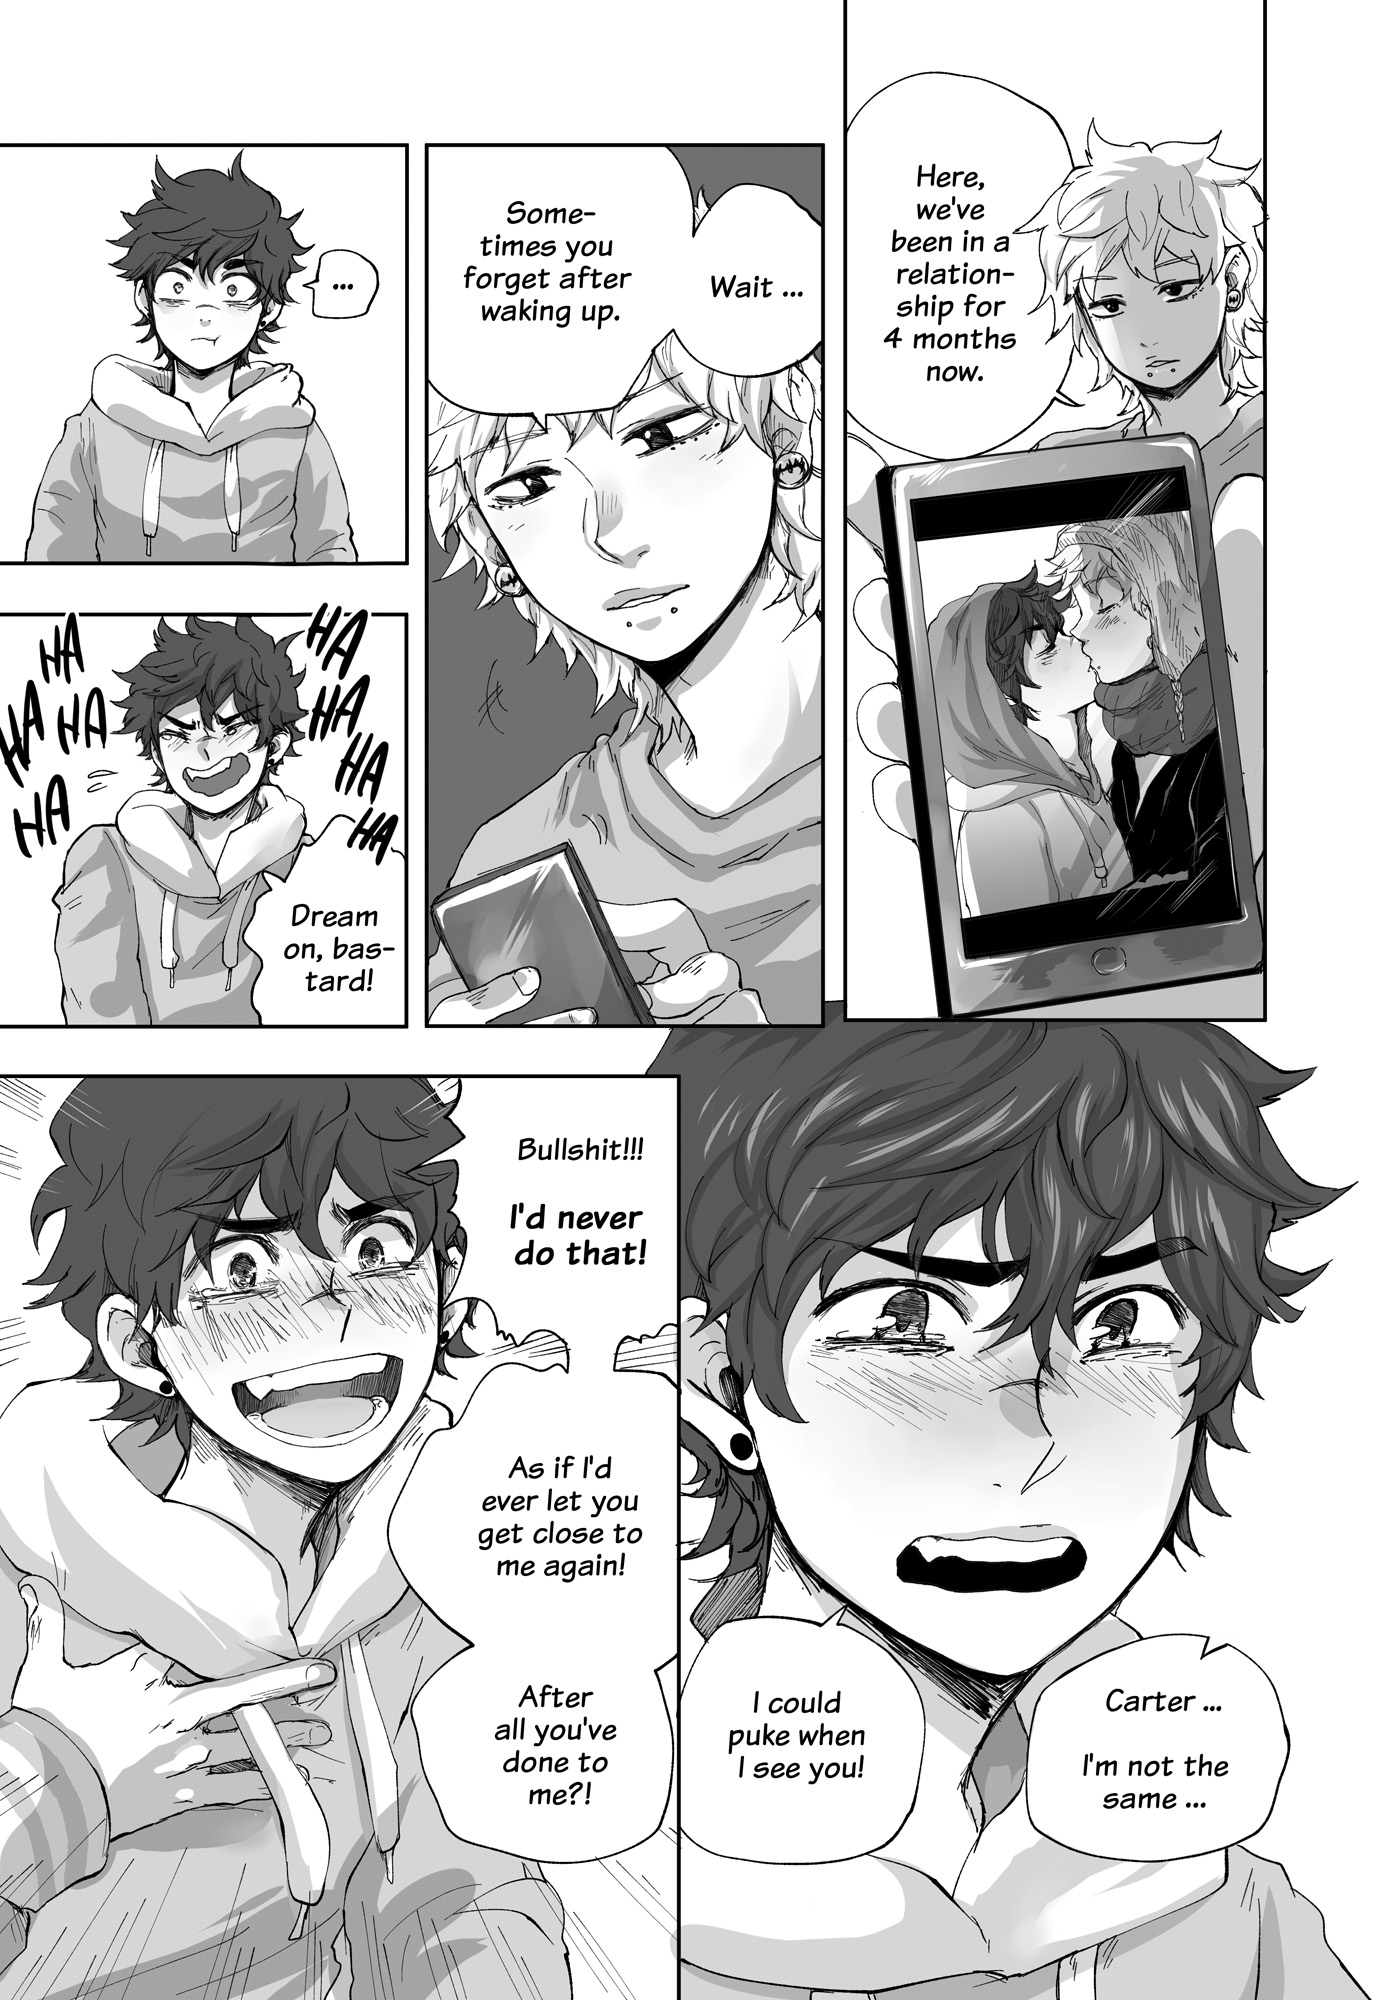 Here,
we've
been in a
relation-
ship for
4 months
now.
Wait ...
Some-
times you
forget after
waking up.
...
HA
HA
HA
HA
HA
HA
HA
HA
HA
Dream
on, bas-
tard!
Carter ...
I'm not the
same ...
I could
puke when
I see you!
Bullshit!!!
I'd never
do that!
As if I'd
ever let you
get close to
me again!
After
all you've
done to
me?!